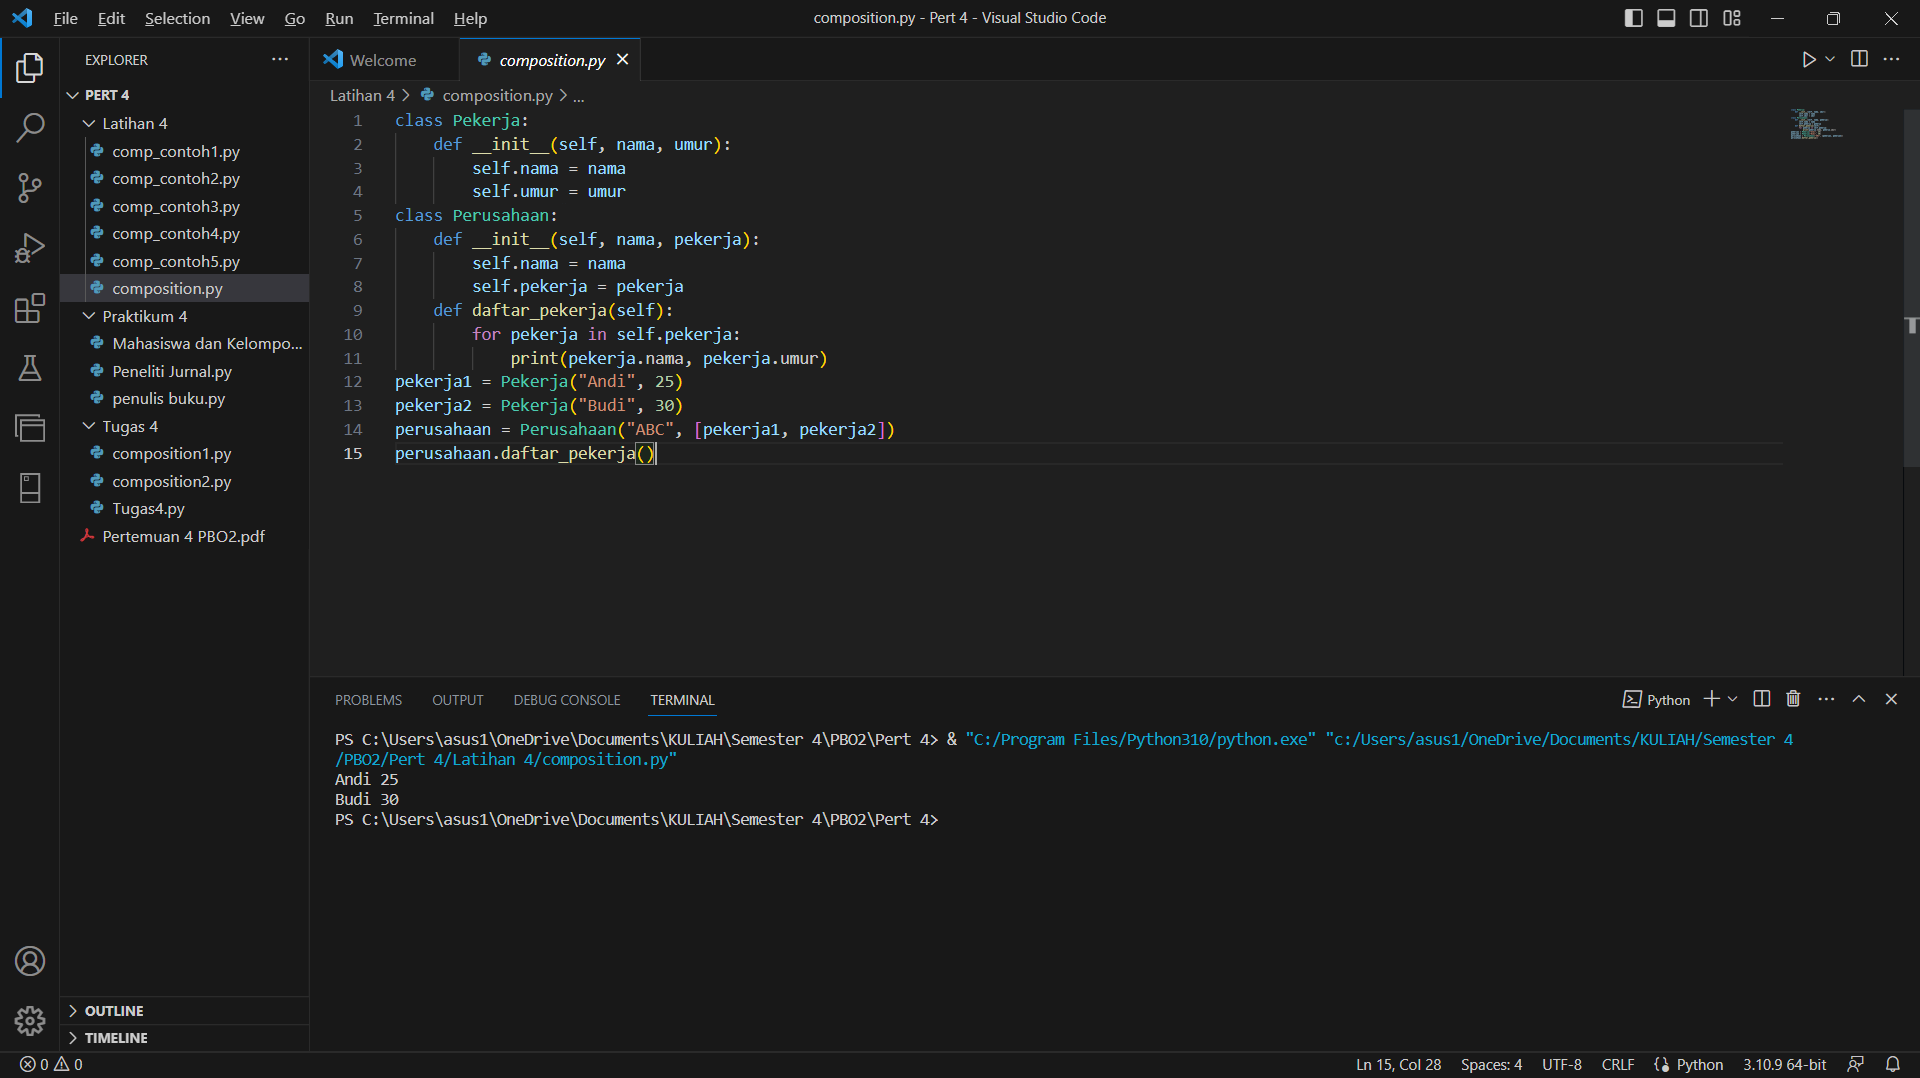 File Edit Selection View Go Run Terminal Help
composition.py - Pert 4 - Visual Studio Code
EXPLORER
PERT 4
Latihan 4
comp_contoh1.py
comp_contoh2.py
comp_contoh3.py
comp_contoh4.py
comp_contoh5.py
composition.py
Praktikum 4
Mahasiswa dan Kelompo...
Peneliti Jurnal.py
penulis buku.py
Tugas 4
composition1.py
composition2.py
Tugas4.py
Pertemuan 4 PBO2.pdf
OUTLINE
TIMELINE
Welcome composition.py
Latihan 4 > composition.py > ...
1 class Pekerja:
2     def __init__(self, nama, umur):
3         self.nama = nama
4         self.umur = umur
5 class Perusahaan:
6     def __init__(self, nama, pekerja):
7         self.nama = nama
8         self.pekerja = pekerja
9     def daftar_pekerja(self):
10         for pekerja in self.pekerja:
11             print(pekerja.nama, pekerja.umur)
12 pekerja1 = Pekerja("Andi", 25)
13 pekerja2 = Pekerja("Budi", 30)
14 perusahaan = Perusahaan("ABC", [pekerja1, pekerja2])
15 perusahaan.daftar_pekerja()
PROBLEMS OUTPUT DEBUG CONSOLE TERMINAL
Python
PS C:\Users\asus1\OneDrive\Documents\KULIAH\Semester 4\PBO2\Pert 4> & "C:/Program Files/Python310/python.exe" "c:/Users/asus1/OneDrive/Documents/KULIAH/Semester 4
/PBO2/Pert 4/Latihan 4/composition.py"
Andi 25
Budi 30
PS C:\Users\asus1\OneDrive\Documents\KULIAH\Semester 4\PBO2\Pert 4>
0 0
Ln 15, Col 28 Spaces: 4 UTF-8 CRLF Python 3.10.9 64-bit